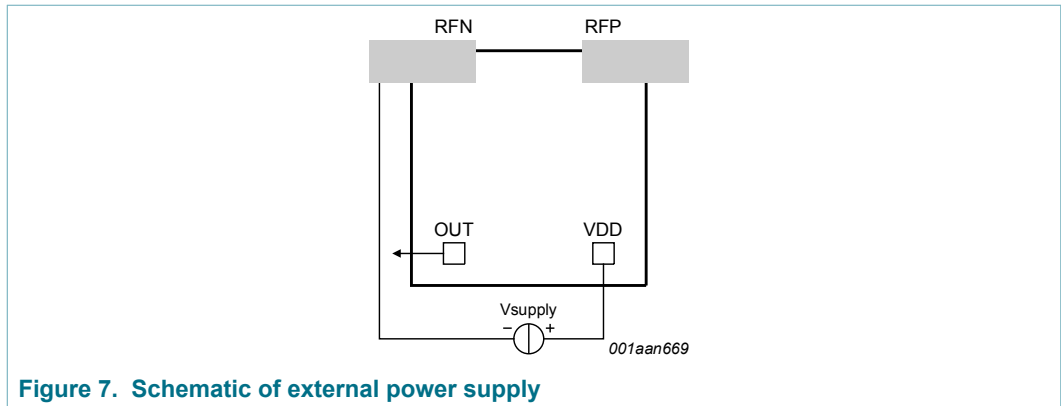 RFN RFP
OUT VDD
Vsupply
− +
001aan669
Figure 7. Schematic of external power supply